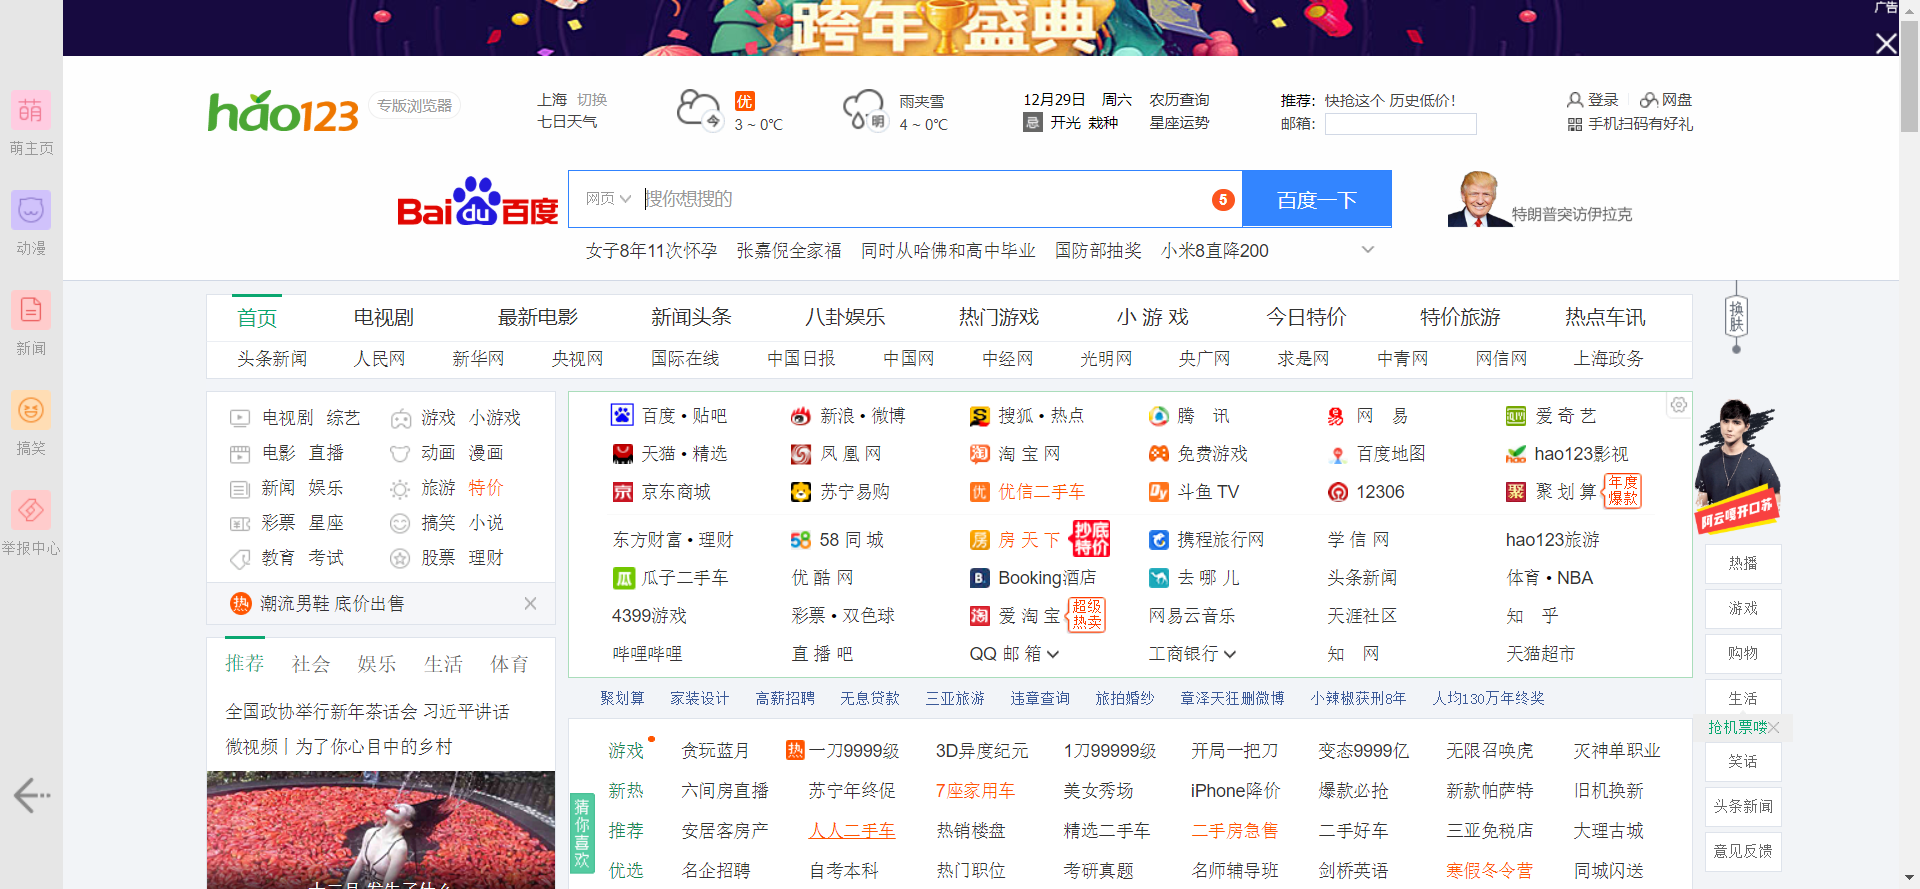 跨年盛典
广告
萌
萌主页
动漫
新闻
搞笑
举报中心
hao123 专版浏览器
上海 切换
七日天气
优
今 3 ~ 0℃
雨夹雪
明 4 ~ 0℃
12月29日 周六 农历查询
忌 开光 栽种 星座运势
推荐: 快抢这个 历史低价!
邮箱:
登录 网盘
手机扫码有好礼
Bai du 百度
网页 搜你想搜的 5 百度一下
特朗普突访伊拉克
女子8年11次怀孕 张嘉倪全家福 同时从哈佛和高中毕业 国防部抽奖 小米8直降200
首页 电视剧 最新电影 新闻头条 八卦娱乐 热门游戏 小 游 戏 今日特价 特价旅游 热点车讯
头条新闻 人民网 新华网 央视网 国际在线 中国日报 中国网 中经网 光明网 央广网 求是网 中青网 网信网 上海政务
换肤
电视剧 综艺 游戏 小游戏
电影 直播 动画 漫画
新闻 娱乐 旅游 特价
彩票 星座 搞笑 小说
教育 考试 股票 理财
热 潮流男鞋 底价出售
推荐 社会 娱乐 生活 体育
全国政协举行新年茶话会 习近平讲话
微视频丨为了你心目中的乡村
百度 • 贴吧 新浪 • 微博 搜狐 • 热点 腾 讯 网 易 爱 奇 艺
天猫 • 精选 凤 凰 网 淘 宝 网 免费游戏 百度地图 hao123影视
京东商城 苏宁易购 优信二手车 斗鱼 TV 12306 聚 划 算 年度爆款
东方财富 • 理财 58 同 城 房 天 下 抄底特价 携程旅行网 学 信 网 hao123旅游
瓜子二手车 优 酷 网 Booking酒店 去 哪 儿 头条新闻 体育 • NBA
4399游戏 彩票 • 双色球 爱 淘 宝 超级热卖 网易云音乐 天涯社区 知 乎
哔哩哔哩 直 播 吧 QQ 邮 箱 工商银行 知 网 天猫超市
聚划算 家装设计 高薪招聘 无息贷款 三亚旅游 违章查询 旅拍婚纱 章泽天狂删微博 小辣椒获刑8年 人均130万年终奖
猜你喜欢
游戏 贪玩蓝月 热 一刀9999级 3D异度纪元 1刀99999级 开局一把刀 变态9999亿 无限召唤虎 灭神单职业
新热 六间房直播 苏宁年终促 7座家用车 美女秀场 iPhone降价 爆款必抢 新款帕萨特 旧机换新
推荐 安居客房产 人人二手车 热销楼盘 精选二手车 二手房急售 二手好车 三亚免税店 大理古城
优选 名企招聘 自考本科 热门职位 考研真题 名师辅导班 剑桥英语 寒假冬令营 同城闪送
阿云嘎开口苏
热播
游戏
购物
生活
抢机票喽
笑话
头条新闻
意见反馈